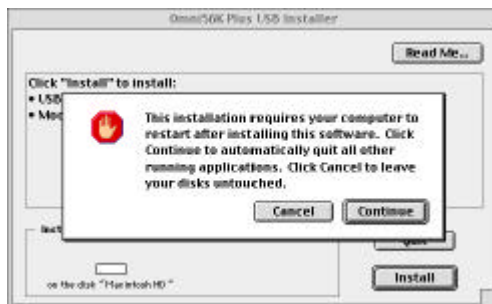 Omni56K Plus USB Installer
Read Me...
Click "Install" to install:
• USB
• Mod
This installation requires your computer to
restart after installing this software. Click
Continue to automatically quit all other
running applications. Click Cancel to leave
your disks untouched.
Cancel
Continue
Inst
Quit
on the disk "Macintosh HD"
Install